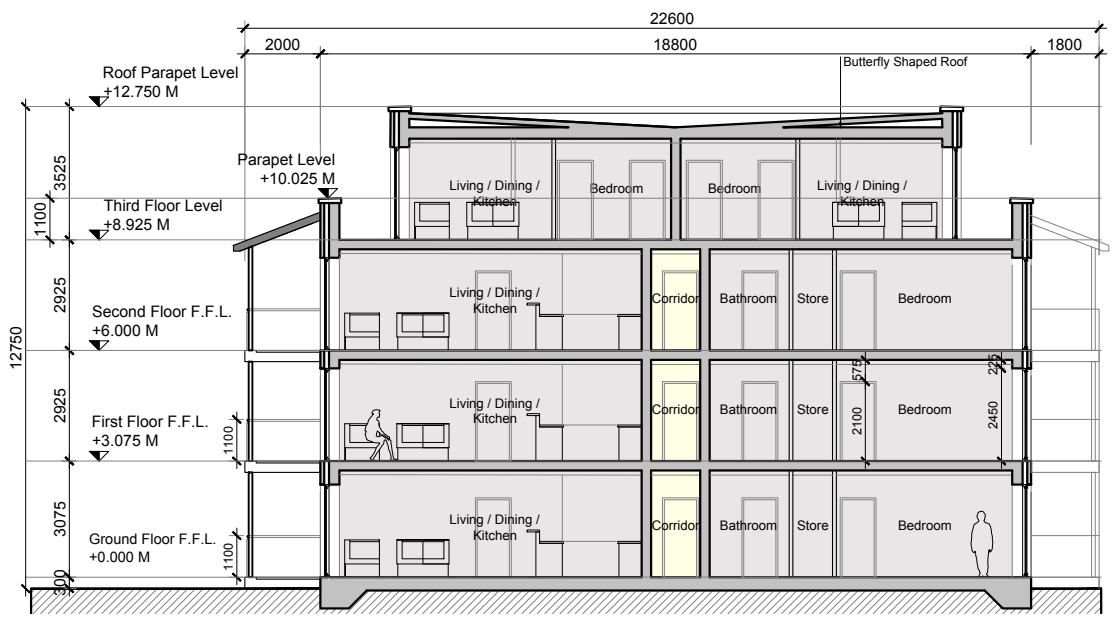 22600
2000
18800
1800
Butterfly Shaped Roof
Roof Parapet Level
+12.750 M
Parapet Level
+10.025 M
3525
1100
Third Floor Level
+8.925 M
Living / Dining /
Kitchen
Bedroom
Bedroom
Living / Dining /
Kitchen
12750
2925
Second Floor F.F.L.
+6.000 M
Living / Dining /
Kitchen
Corridor
Bathroom
Store
Bedroom
2925
First Floor F.F.L.
+3.075 M
1100
Living / Dining /
Kitchen
Corridor
Bathroom
Store
575
2100
Bedroom
225
2450
3075
Ground Floor F.F.L.
+0.000 M
1100
300
Living / Dining /
Kitchen
Corridor
Bathroom
Store
Bedroom